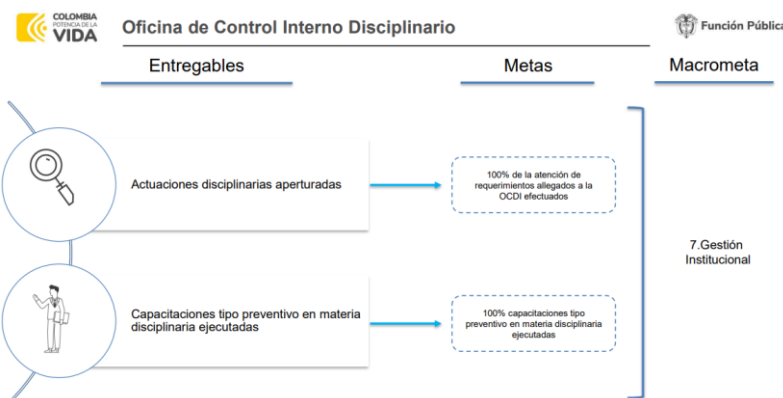 COLOMBIA
POTENCIA DE LA
VIDA
Oficina de Control Interno Disciplinario
Función Pública
Entregables
Metas
Macrometa
Actuaciones disciplinarias aperturadas
100% de la atención de
requerimientos allegados a la
OCDI efectuados
7.Gestión
Institucional
Capacitaciones tipo preventivo en materia
disciplinaria ejecutadas
100% capacitaciones tipo
preventivo en materia disciplinaria
ejecutadas